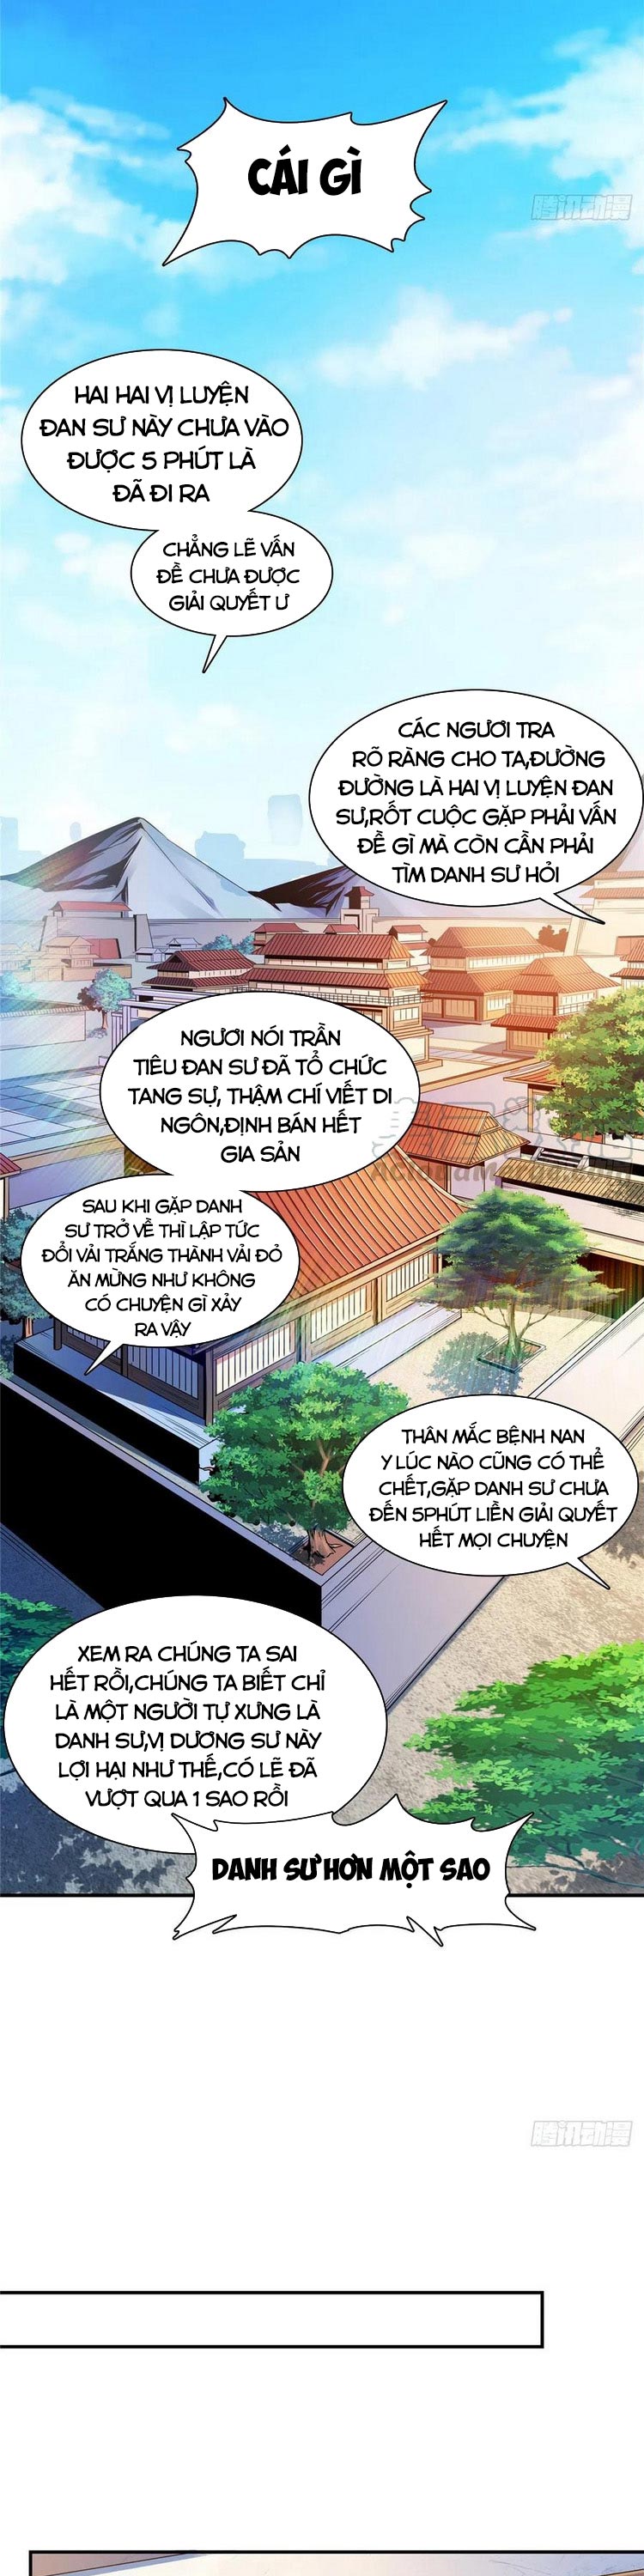 CÁI GÌ
腾讯动漫
HAI HAI VỊ LUYỆN
ĐAN SƯ NÀY CHƯA VÀO
ĐƯỢC 5 PHÚT LÀ
ĐÃ ĐI RA
CHẲNG LẼ VẤN
ĐỀ CHƯA ĐƯỢC
GIẢI QUYẾT Ư
CÁC NGƯƠI TRA
RÕ RÀNG CHO TA,ĐƯỜNG
ĐƯỜNG LÀ HAI VỊ LUYỆN ĐAN
SƯ,RỐT CUỘC GẶP PHẢI VẤN
ĐỀ GÌ MÀ CÒN CẦN PHẢI
TÌM DANH SƯ HỎI
NGƯƠI NÓI TRẦN
TIÊU ĐAN SƯ ĐÃ TỔ CHỨC
TANG SỰ, THẬM CHÍ VIẾT DI
NGÔN,ĐỊNH BÁN HẾT
GIA SẢN
SAU KHI GẶP DANH
SƯ TRỞ VỀ THÌ LẬP TỨC
ĐỔI VẢI TRẮNG THÀNH VẢI ĐỎ
ĂN MỪNG NHƯ KHÔNG
CÓ CHUYỆN GÌ XẢY
RA VẬY
THÂN MẮC BỆNH NAN
Y LÚC NÀO CŨNG CÓ THỂ
CHẾT,GẶP DANH SƯ CHƯA
ĐẾN 5PHÚT LIỀN GIẢI QUYẾT
HẾT MỌI CHUYỆN
XEM RA CHÚNG TA SAI
HẾT RỒI,CHÚNG TA BIẾT CHỈ
LÀ MỘT NGƯỜI TỰ XƯNG LÀ
DANH SƯ,VỊ DƯƠNG SƯ NÀY
LỢI HẠI NHƯ THẾ,CÓ LẼ ĐÃ
VƯỢT QUA 1 SAO RỒI
DANH SƯ HƠN MỘT SAO
腾讯动漫